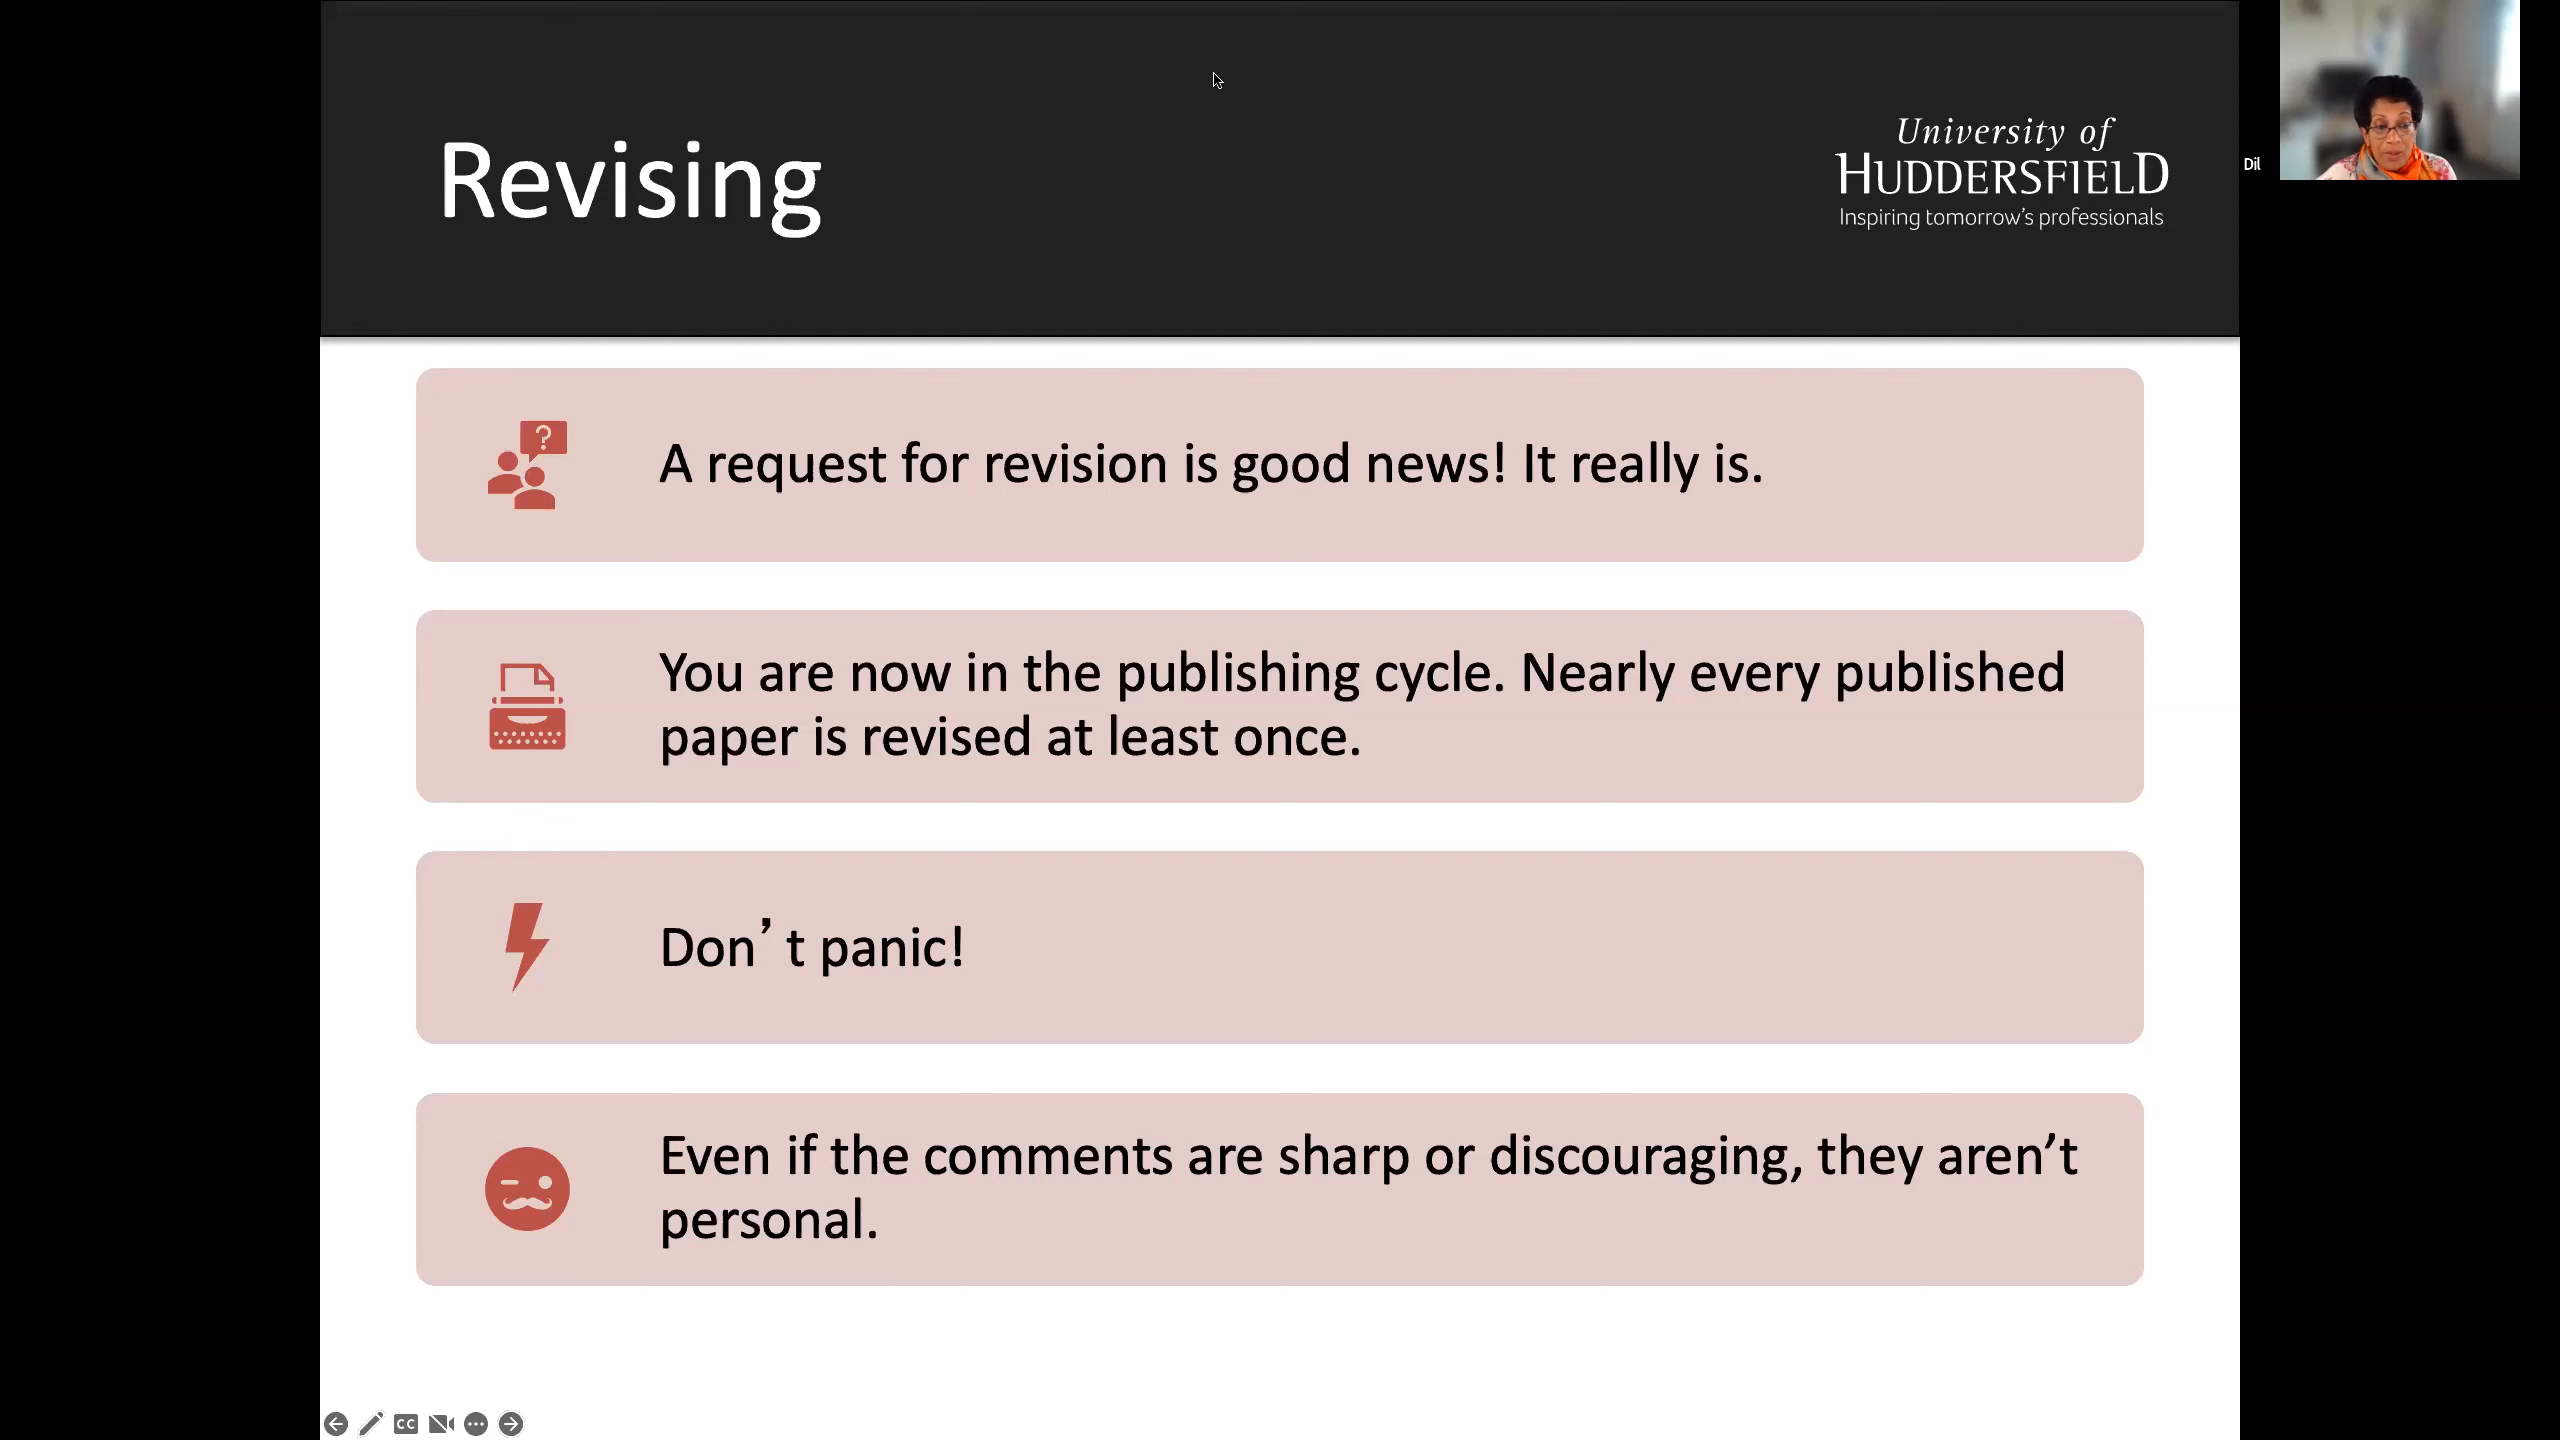 Revising
University of
HUDDERSFIELD
Inspiring tomorrow's professionals
Dil
?
A request for revision is good news! It really is.
You are now in the publishing cycle. Nearly every published
paper is revised at least once.
Don’t panic!
Even if the comments are sharp or discouraging, they aren’t
personal.
CC